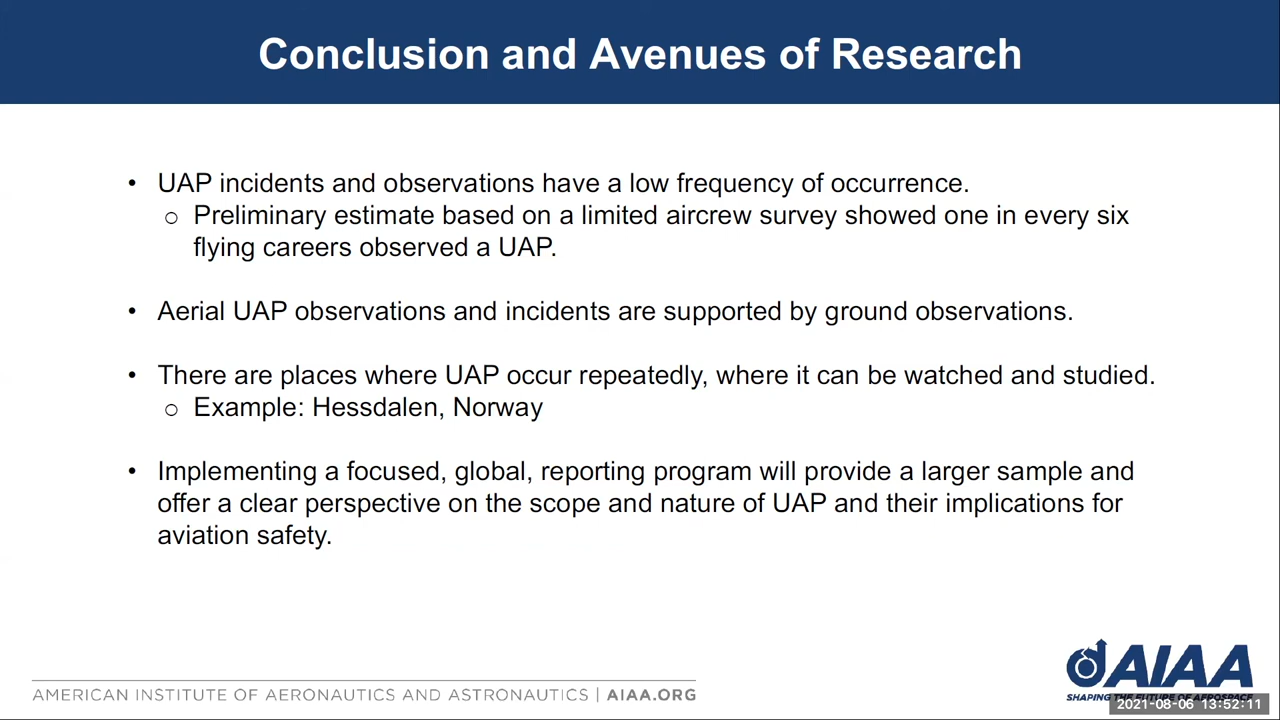 Conclusion and Avenues of Research
• UAP incidents and observations have a low frequency of occurrence.
○ Preliminary estimate based on a limited aircrew survey showed one in every six
flying careers observed a UAP.
• Aerial UAP observations and incidents are supported by ground observations.
• There are places where UAP occur repeatedly, where it can be watched and studied.
○ Example: Hessdalen, Norway
• Implementing a focused, global, reporting program will provide a larger sample and
offer a clear perspective on the scope and nature of UAP and their implications for
aviation safety.
AIAA
SHAPING THE FUTURE OF AEROSPACE
AMERICAN INSTITUTE OF AERONAUTICS AND ASTRONAUTICS | AIAA.ORG
2021-08-06 13:52:11